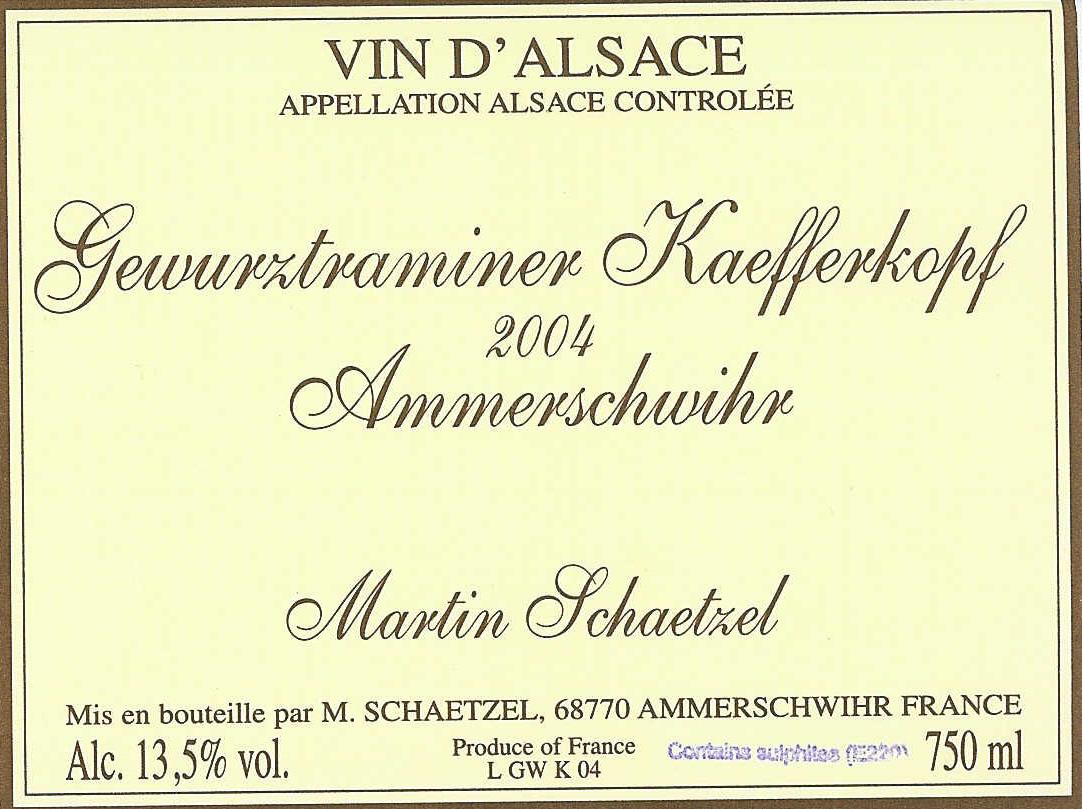 VIN D'ALSACE
APPELLATION ALSACE CONTROLÉE
Gewurztraminer Kaefferkopf
2004
Ammerschwihr
Martin Schaetzel
Mis en bouteille par M. SCHAETZEL, 68770 AMMERSCHWIHR FRANCE
Alc. 13,5% vol.
Produce of France
L GW K 04
Contains sulphites (E220)
750 ml